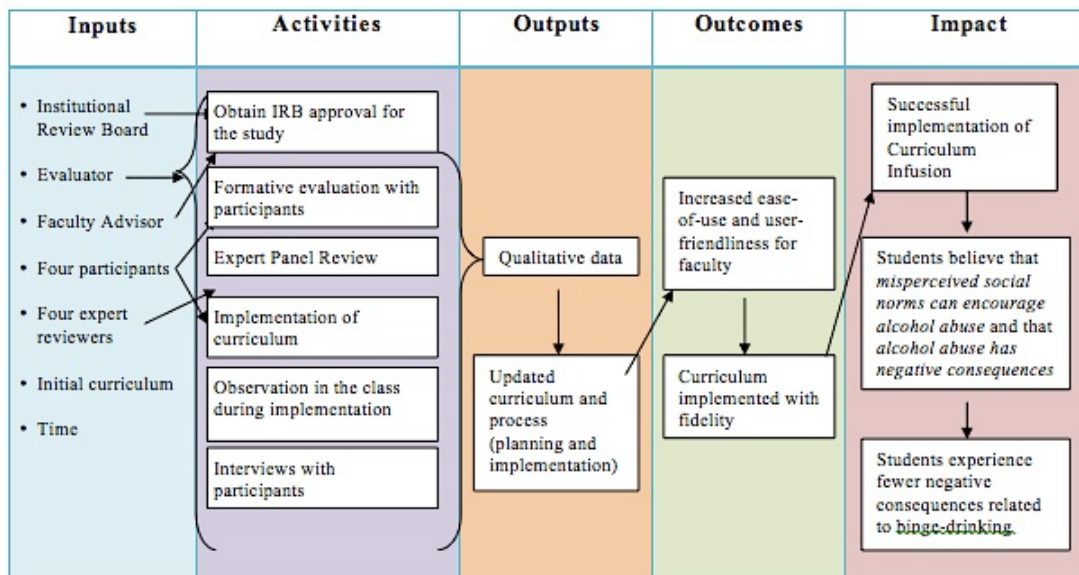 Inputs
Activities
Outputs
Outcomes
Impact
• Institutional
Review Board
• Evaluator
• Faculty Advisor
• Four participants
• Four expert
reviewers
• Initial curriculum
• Time
Obtain IRB approval for
the study
Formative evaluation with
participants
Expert Panel Review
Implementation of
curriculum
Observation in the class
during implementation
Interviews with
participants
Qualitative data
Updated
curriculum and
process
(planning and
implementation)
Increased ease-
of-use and user-
friendliness for
faculty
Curriculum
implemented with
fidelity
Successful
implementation of
Curriculum
Infusion
Students believe that
misperceived social
norms can encourage
alcohol abuse and that
alcohol abuse has
negative consequences
Students experience
fewer negative
consequences related
to binge-drinking.